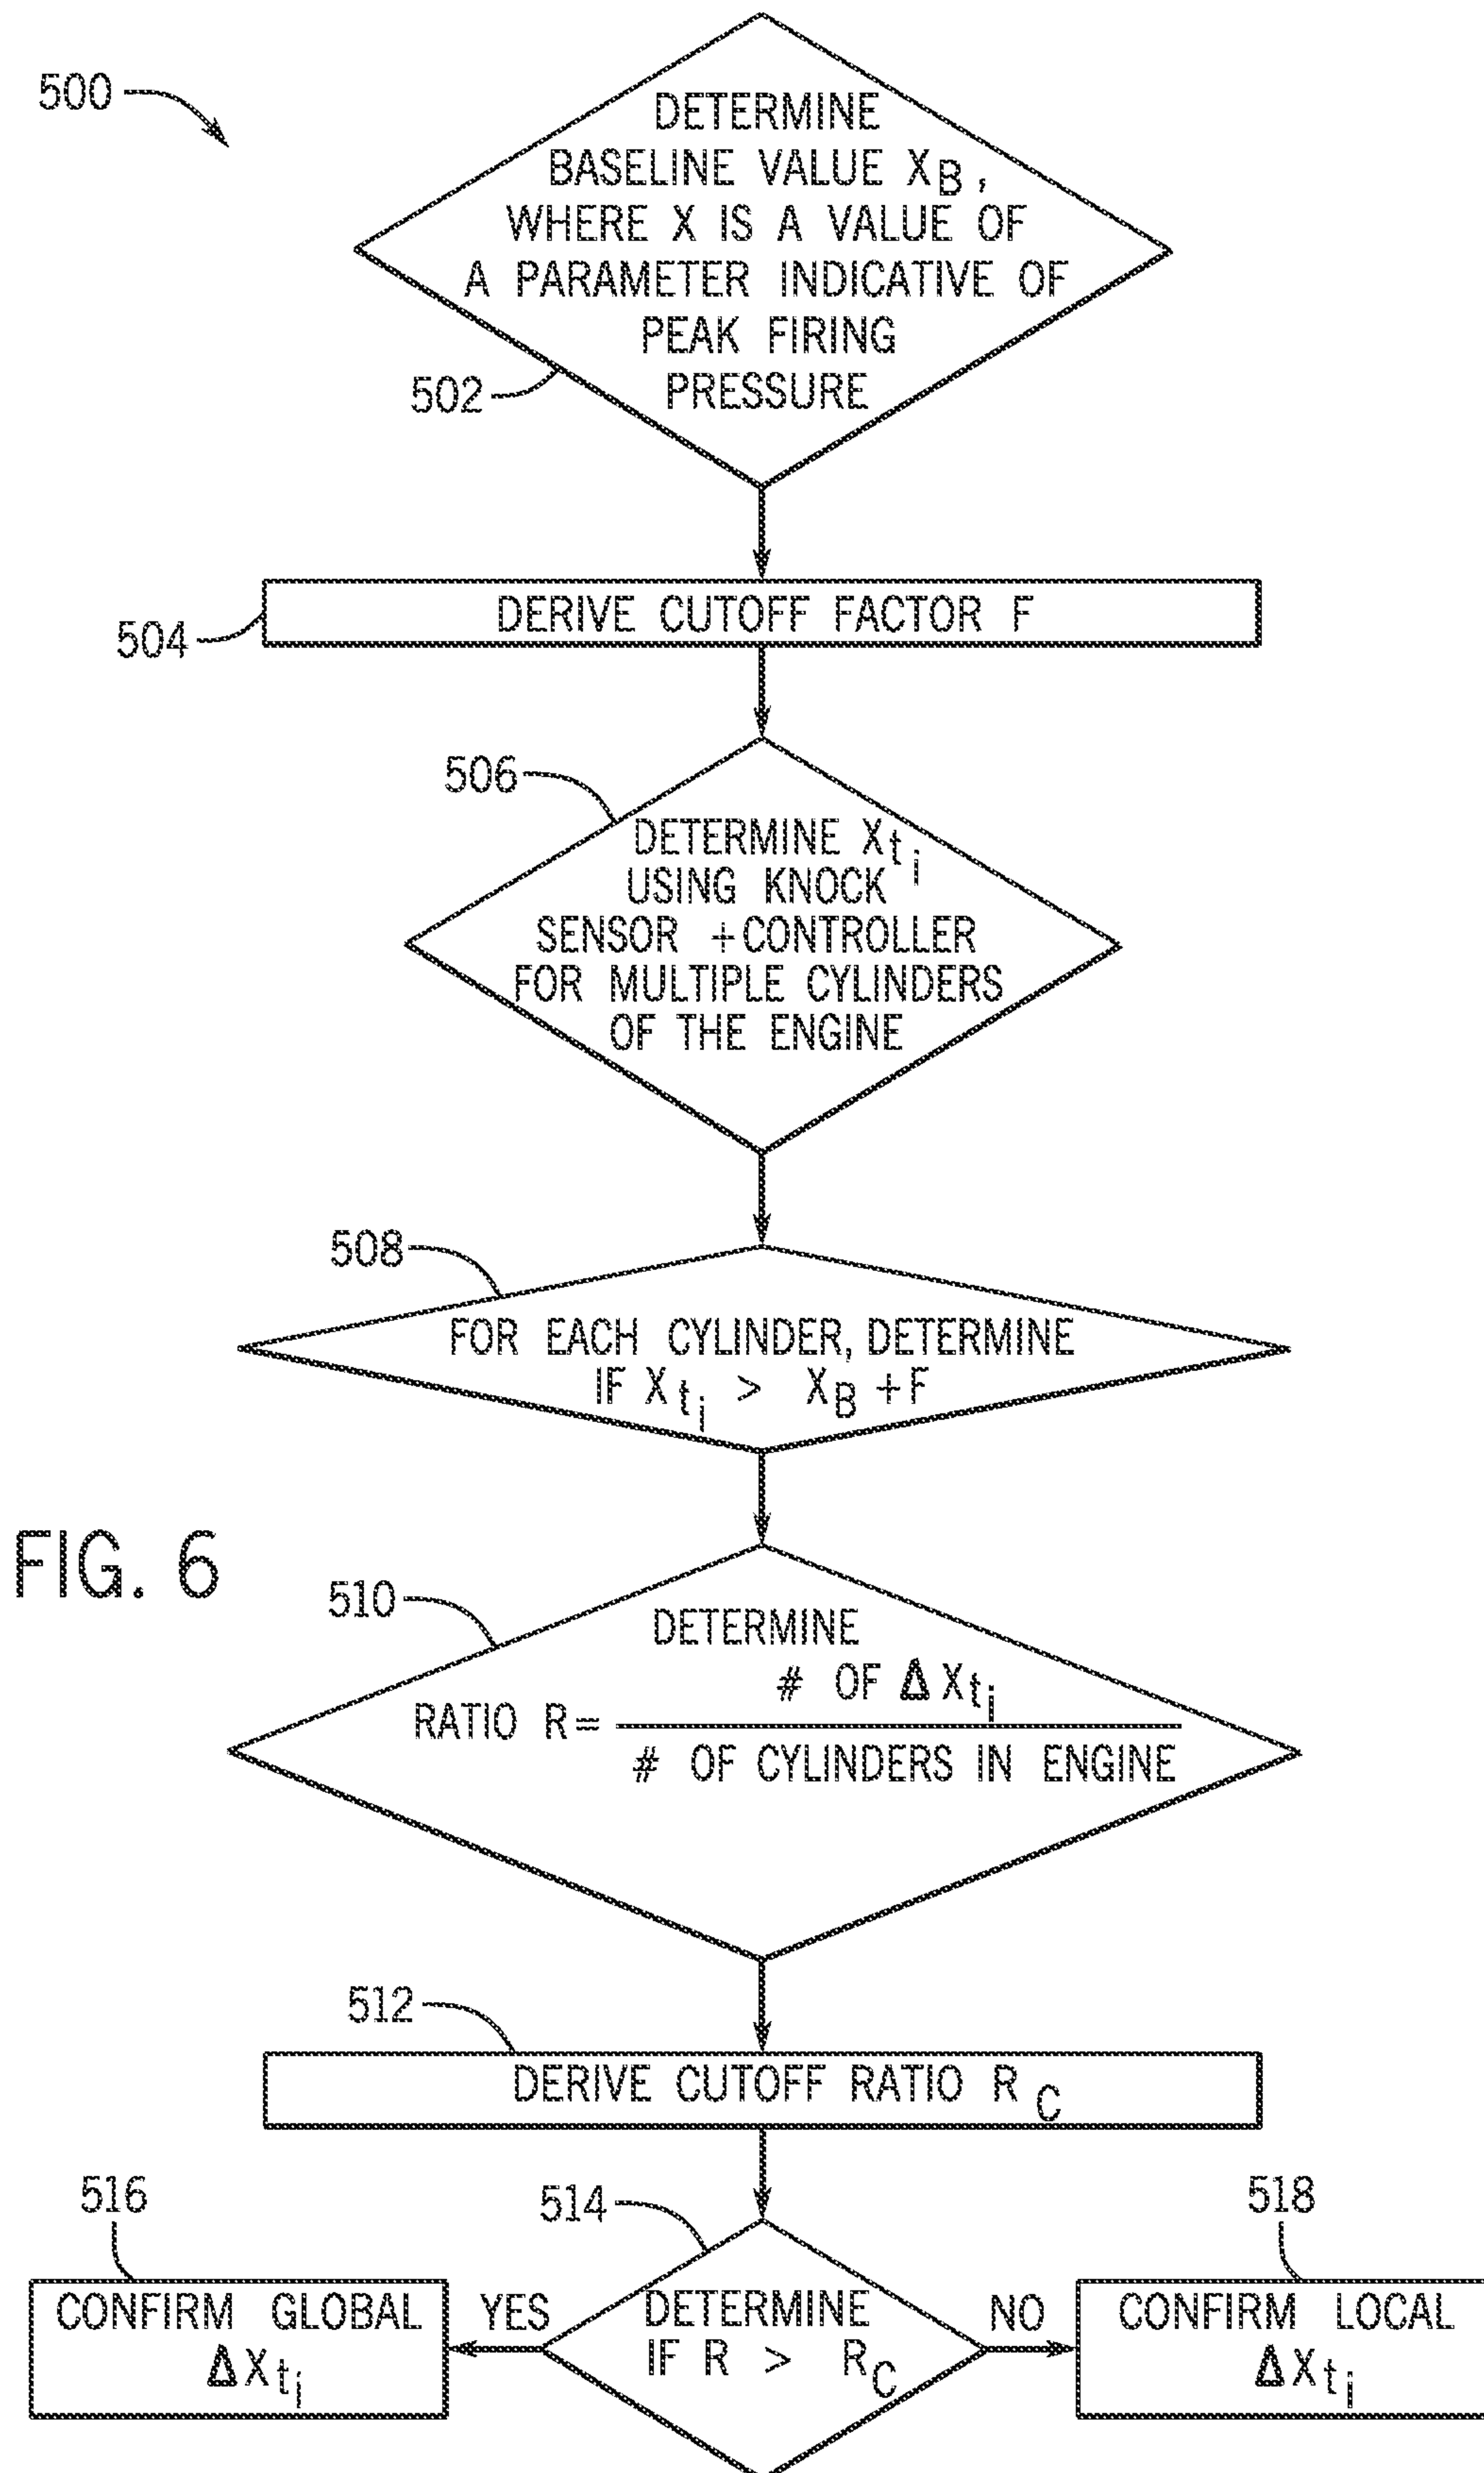 500
DETERMINE
BASELINE VALUE XB,
WHERE X IS A VALUE OF
A PARAMETER INDICATIVE OF
PEAK FIRING
PRESSURE
502
DERIVE CUTOFF FACTOR F
504
506
DETERMINE Xti
USING KNOCK
SENSOR +CONTROLLER
FOR MULTIPLE CYLINDERS
OF THE ENGINE
508
FOR EACH CYLINDER, DETERMINE
IF Xti > XB +F
FIG. 6
510
DETERMINE
# OF ΔXti
RATIO R=
# OF CYLINDERS IN ENGINE
512
DERIVE CUTOFF RATIO RC
516
514
518
CONFIRM GLOBAL
ΔXti
YES
DETERMINE
IF R > RC
NO
CONFIRM LOCAL
ΔXti